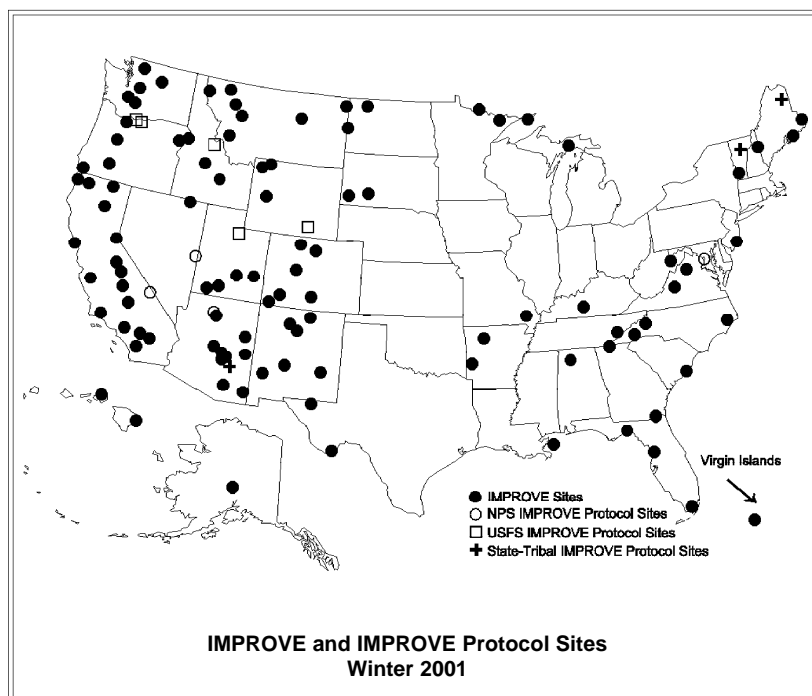 Virgin Islands
IMPROVE Sites
NPS IMPROVE Protocol Sites
USFS IMPROVE Protocol Sites
State-Tribal IMPROVE Protocol Sites
IMPROVE and IMPROVE Protocol Sites
Winter 2001